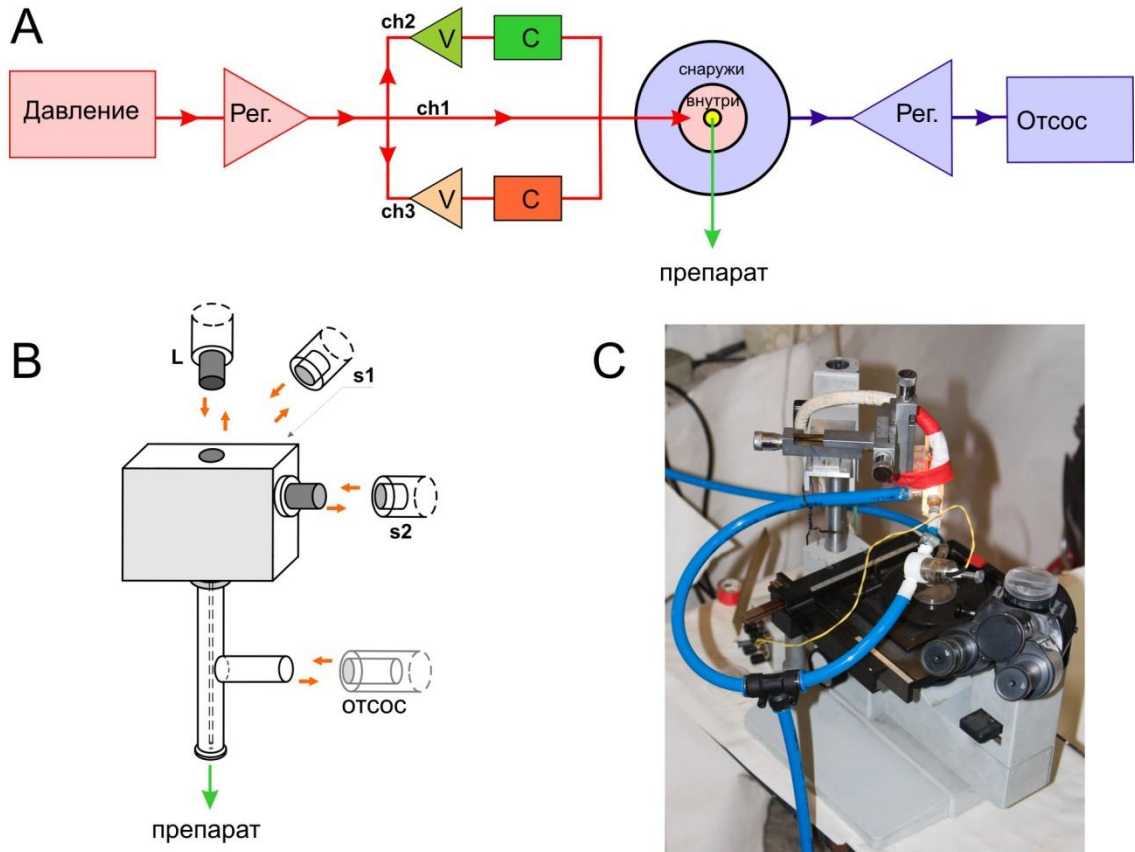 A
ch2
V
C
снаружи
Давление
Рег.
ch1
внутри
Рег.
Отсос
ch3
V
C
препарат
B
L
s1
s2
отсос
препарат
C